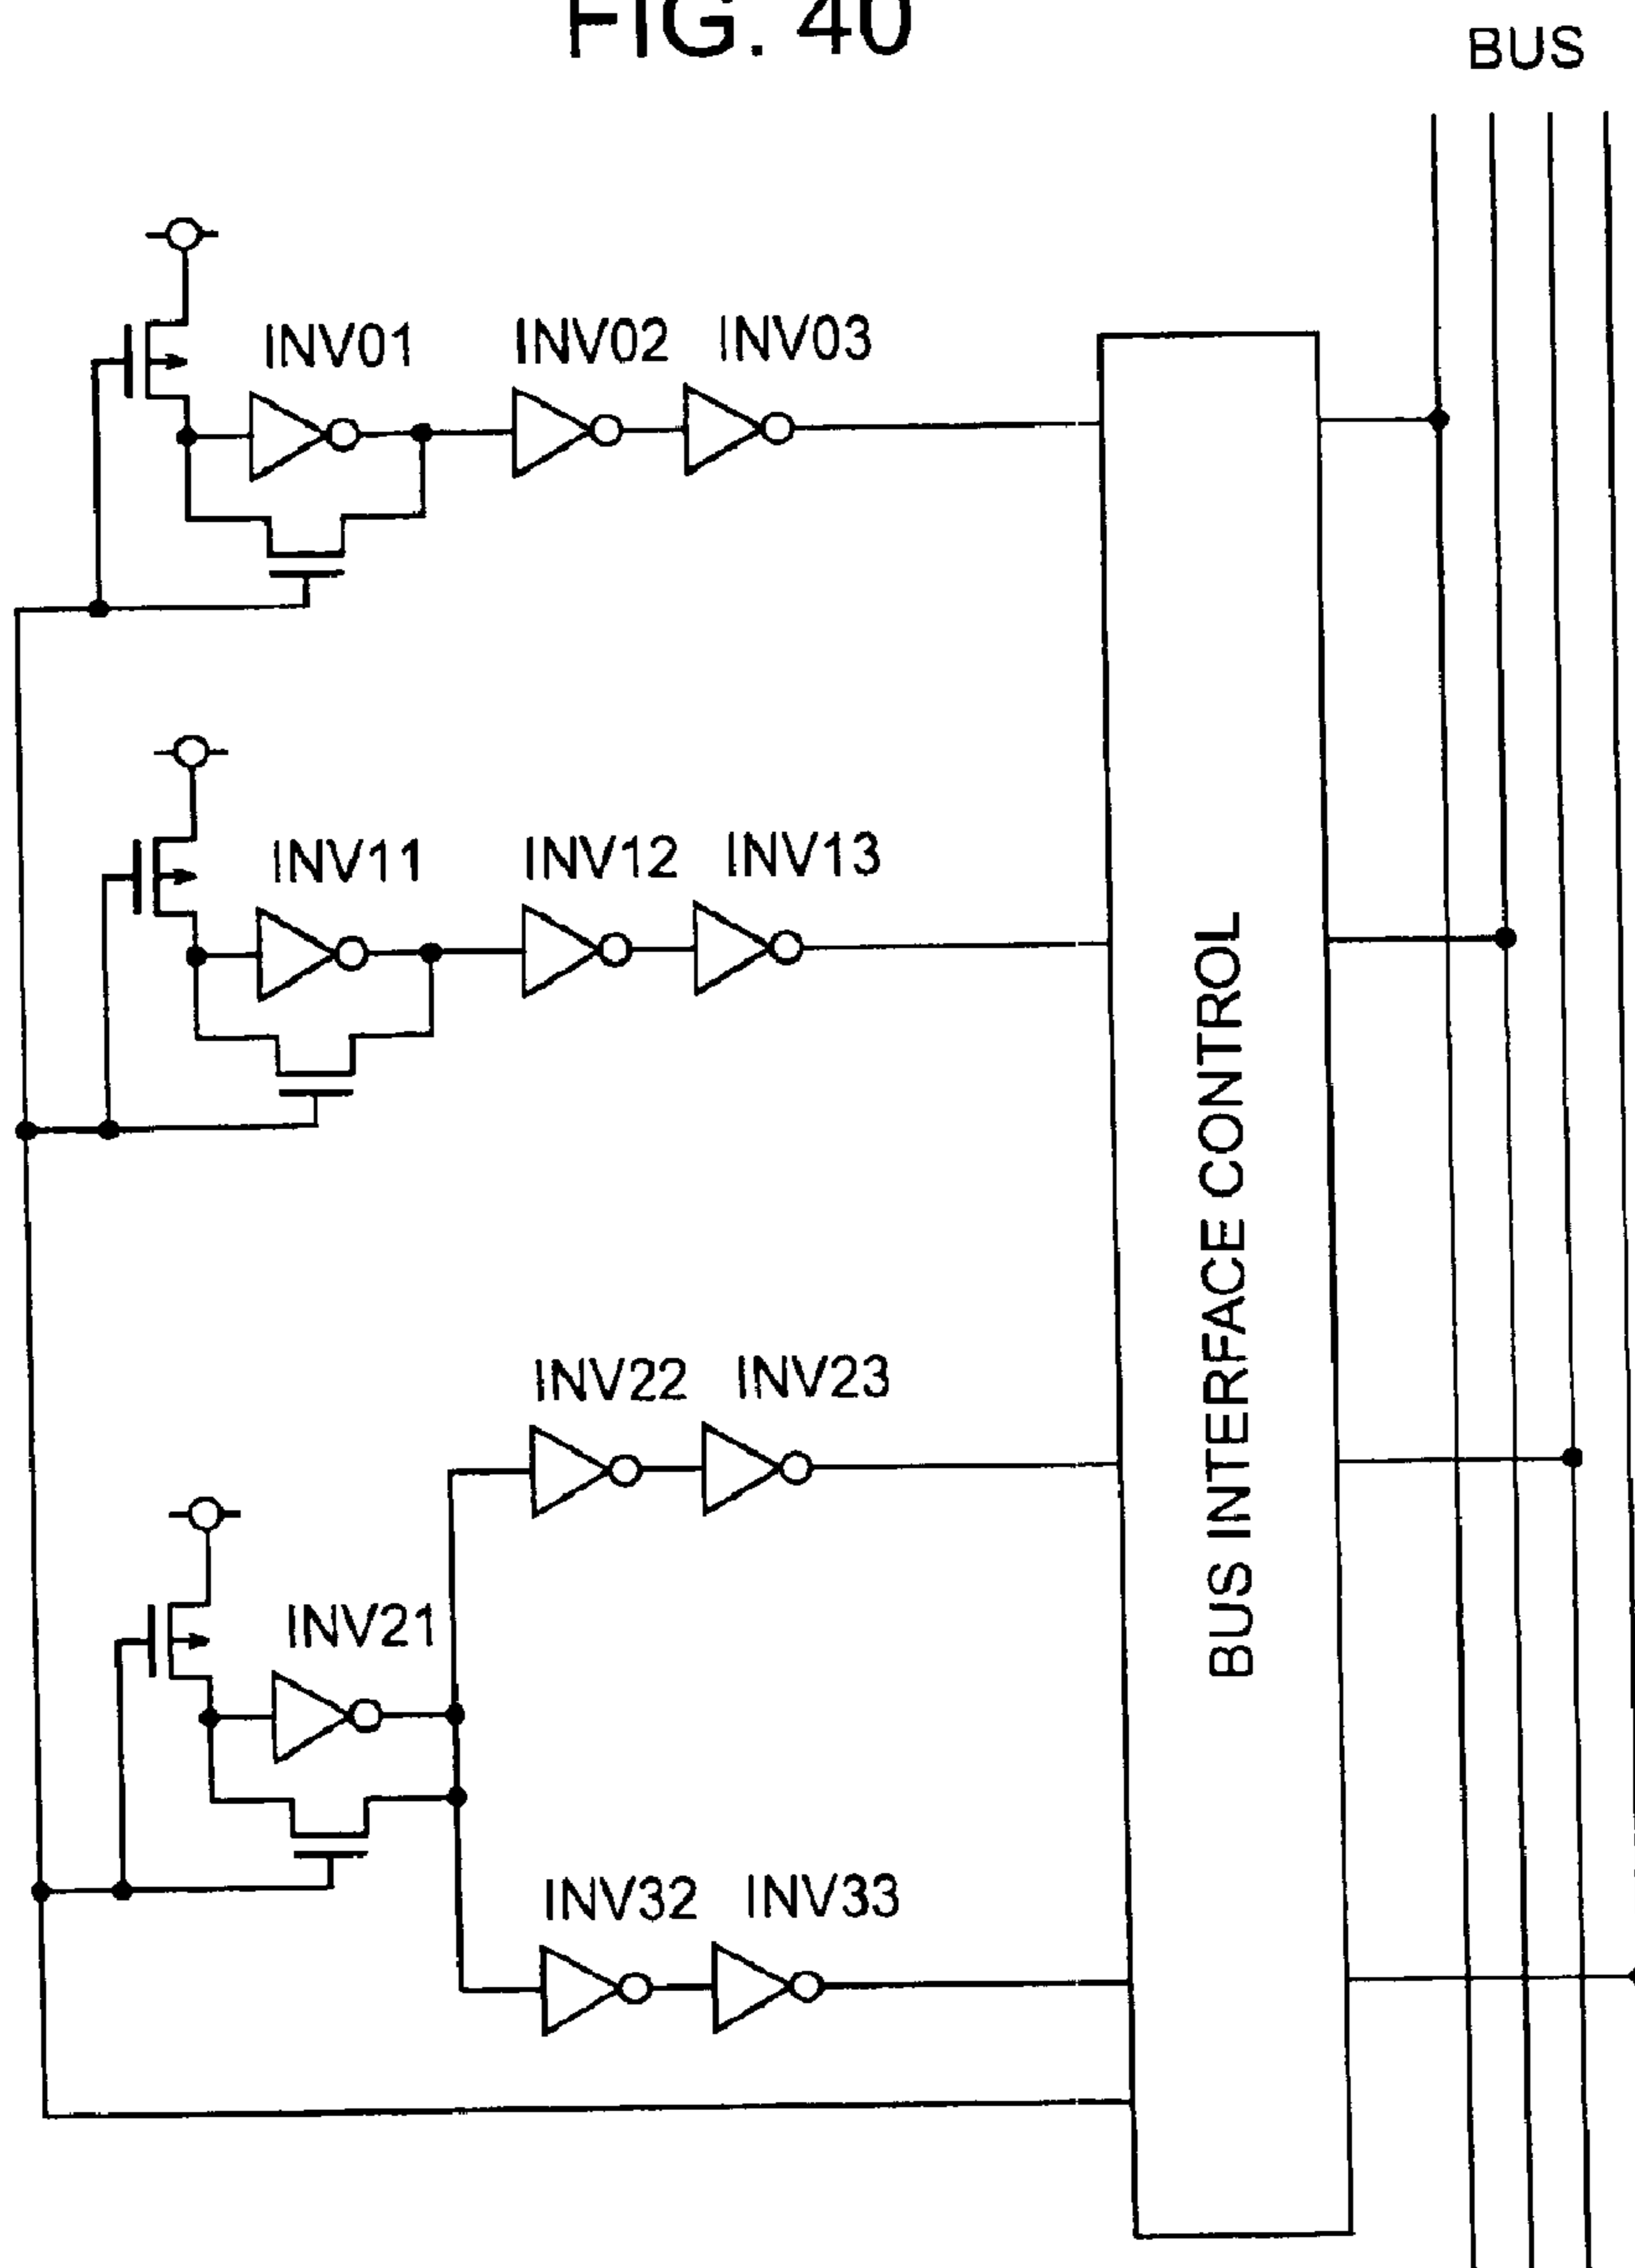 FIG. 40
BUS
INV01
INV02
INV03
INV11
INV12
INV13
BUS INTERFACE CONTROL
INV22
INV23
INV21
INV32
INV33